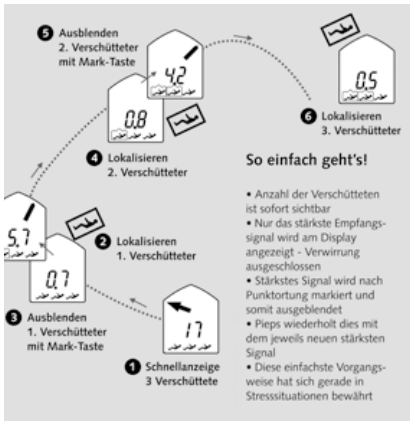 5 Ausblenden
2. Verschütteter
mit Mark-Taste
4,2
0.8
0,5
6 Lokalisieren
3. Verschütteter
4 Lokalisieren
2. Verschütteter
So einfach geht's!
• Anzahl der Verschütteten
ist sofort sichtbar
• Nur das stärkste Empfangs-
signal wird am Display
angezeigt - Verwirrung
ausgeschlossen
• Stärkstes Signal wird nach
Punktortung markiert und
somit ausgeblendet
• Pieps wiederholt dies mit
dem jeweils neuen stärksten
Signal
• Diese einfachste Vorgangs-
weise hat sich gerade in
Stresssituationen bewährt
5.7
2 Lokalisieren
1. Verschütteter
0.7
3 Ausblenden
1. Verschütteter
mit Mark-Taste
17
1 Schnellanzeige
3 Verschüttete